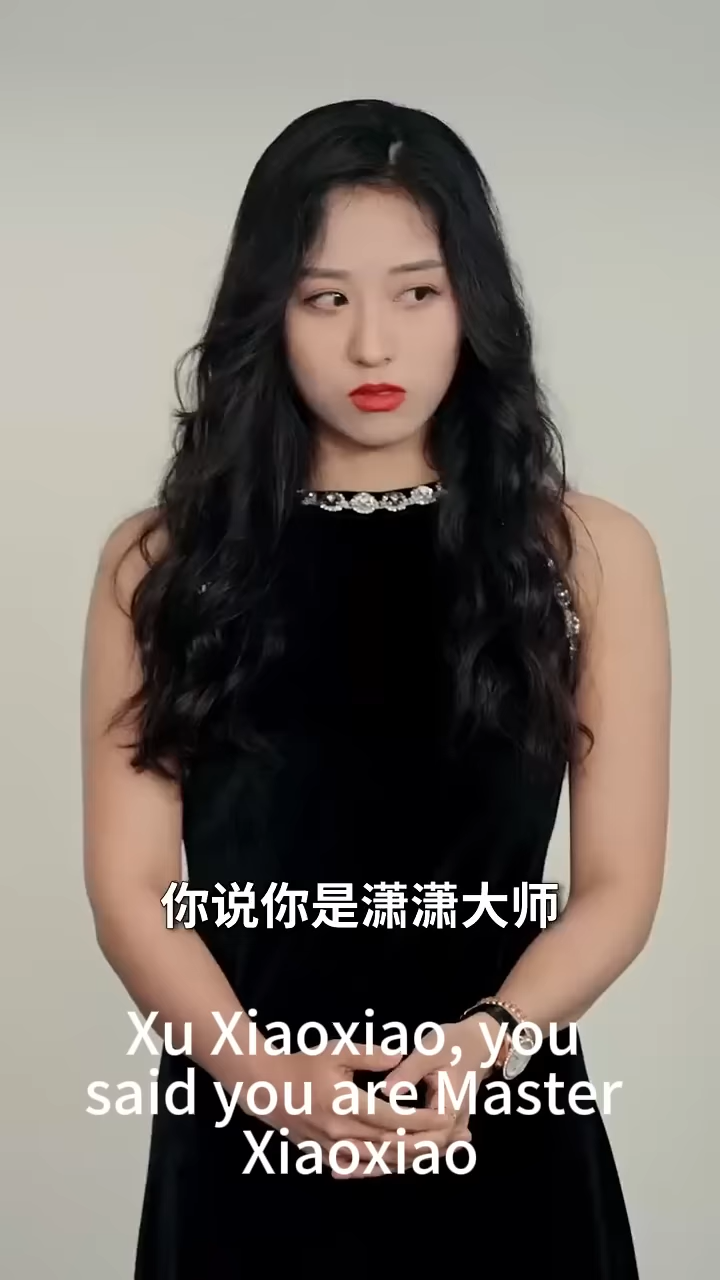 你说你是潇潇大师
Xu Xiaoxiao, you
said you are Master
Xiaoxiao